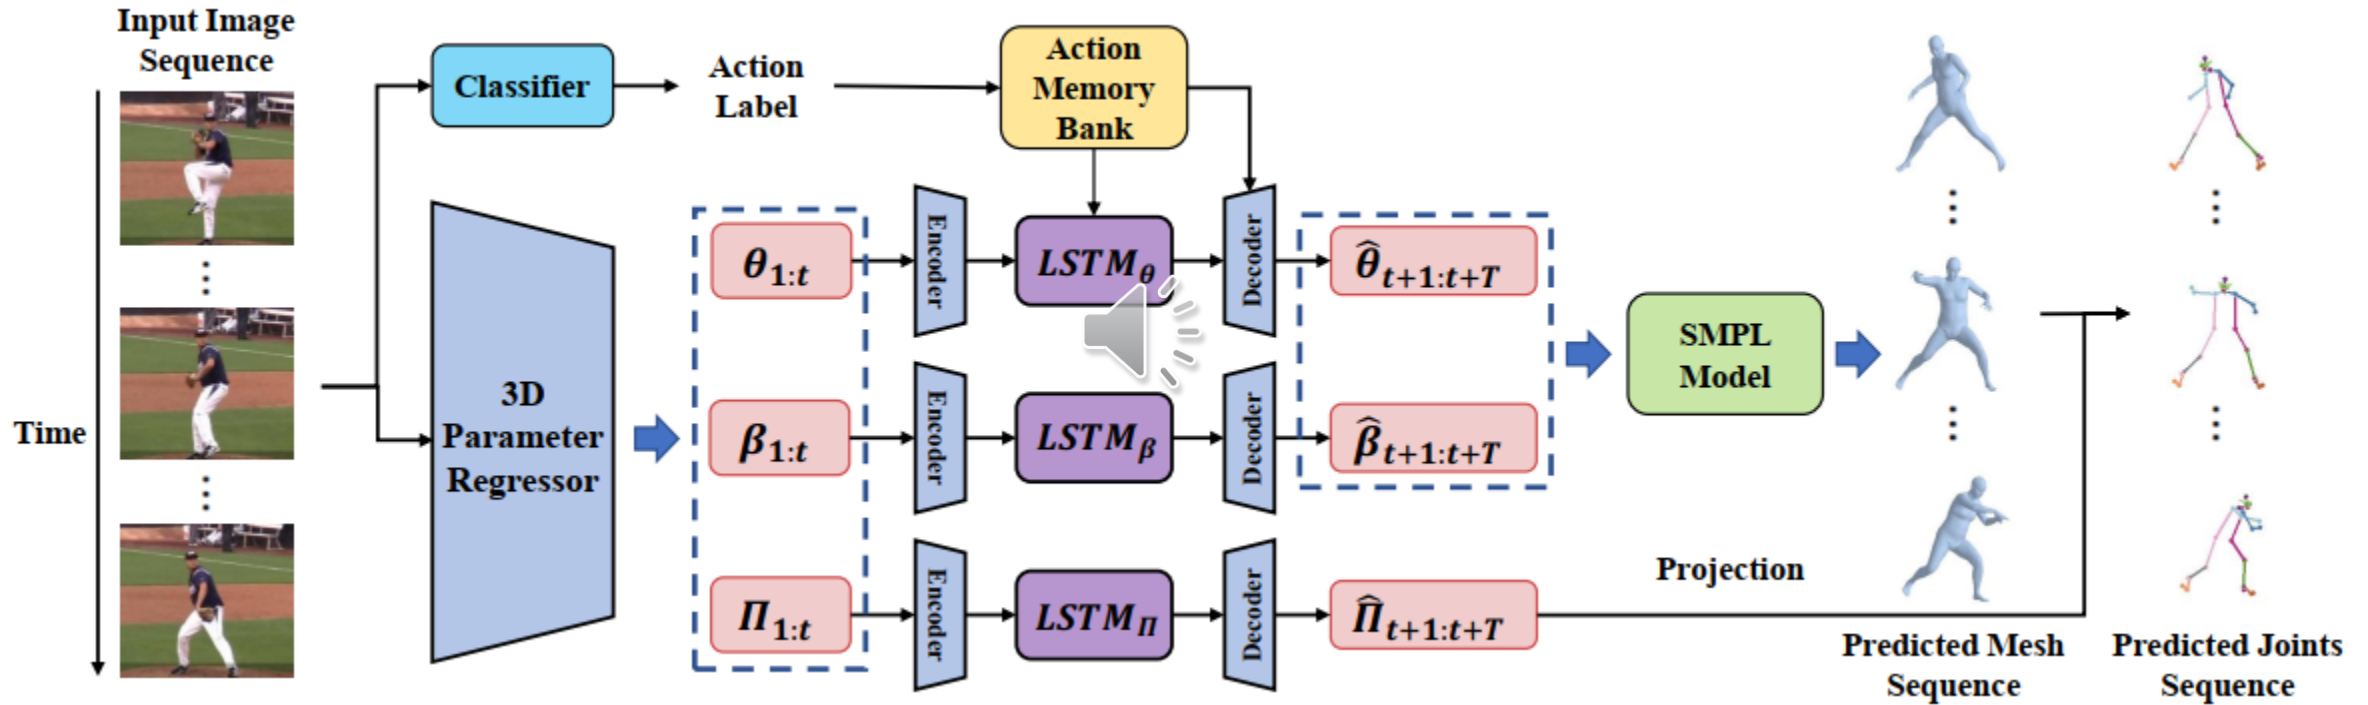 Input Image
Sequence
Time
Classifier
Action
Label
Action
Memory
Bank
3D
Parameter
Regressor
θ1:t
Encoder
LSTMθ
Decoder
θ̂t+1:t+T
β1:t
Encoder
LSTMβ
Decoder
β̂t+1:t+T
Π1:t
Encoder
LSTMΠ
Decoder
Π̂t+1:t+T
SMPL
Model
Projection
Predicted Mesh
Sequence
Predicted Joints
Sequence